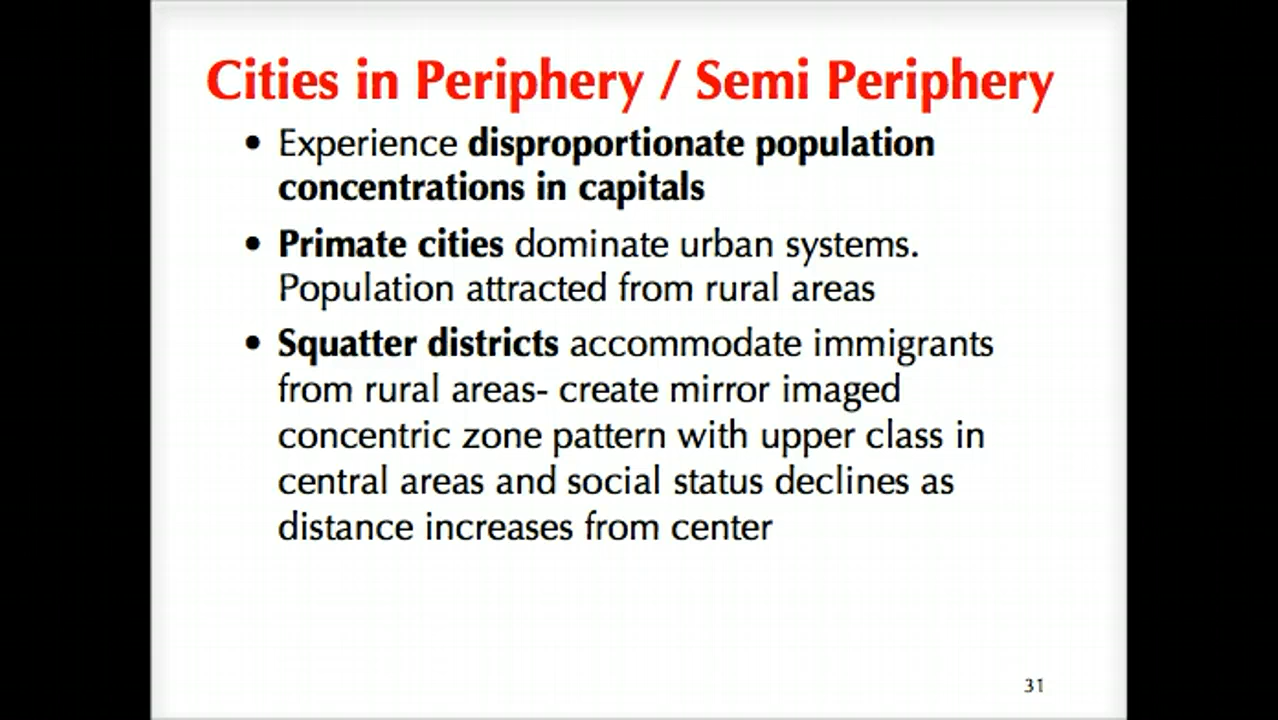 Cities in Periphery / Semi Periphery
• Experience disproportionate population
concentrations in capitals
• Primate cities dominate urban systems.
Population attracted from rural areas
• Squatter districts accommodate immigrants
from rural areas- create mirror imaged
concentric zone pattern with upper class in
central areas and social status declines as
distance increases from center
31